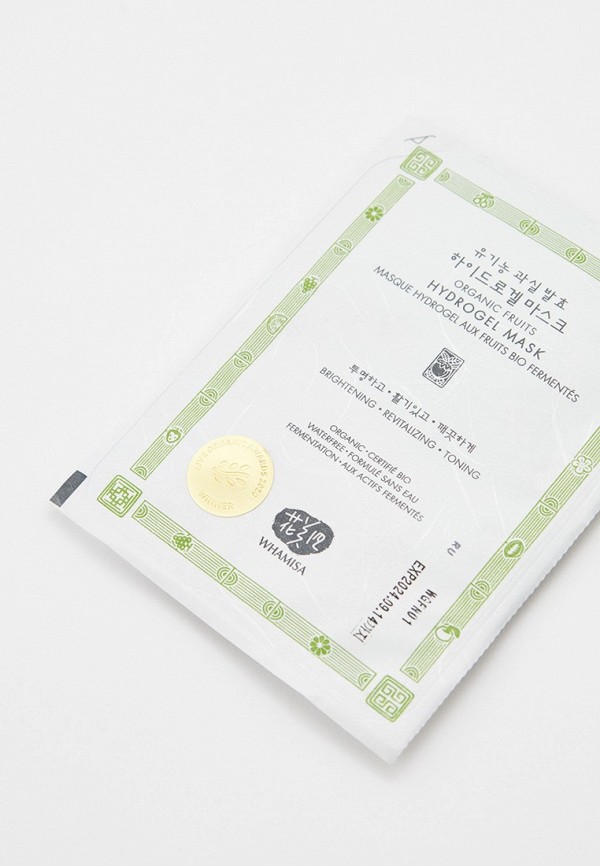 유기농 과실 발효
하이드로겔 마스크
ORGANIC FRUITS
HYDROGEL MASK
MASQUE HYDROGEL AUX FRUITS BIO FERMENTÉS
투명하고 • 활기있고 • 깨끗하게
BRIGHTENING • REVITALIZING • TONING
ORGANIC • CERTIFIÉ BIO
WATERFREE • FORMULE SANS EAU
FERMENTATION • AUX ACTIFS FERMENTÉS
WINNER
WHAMISA
RU
WGFNU1
EXP2024.09.14까지